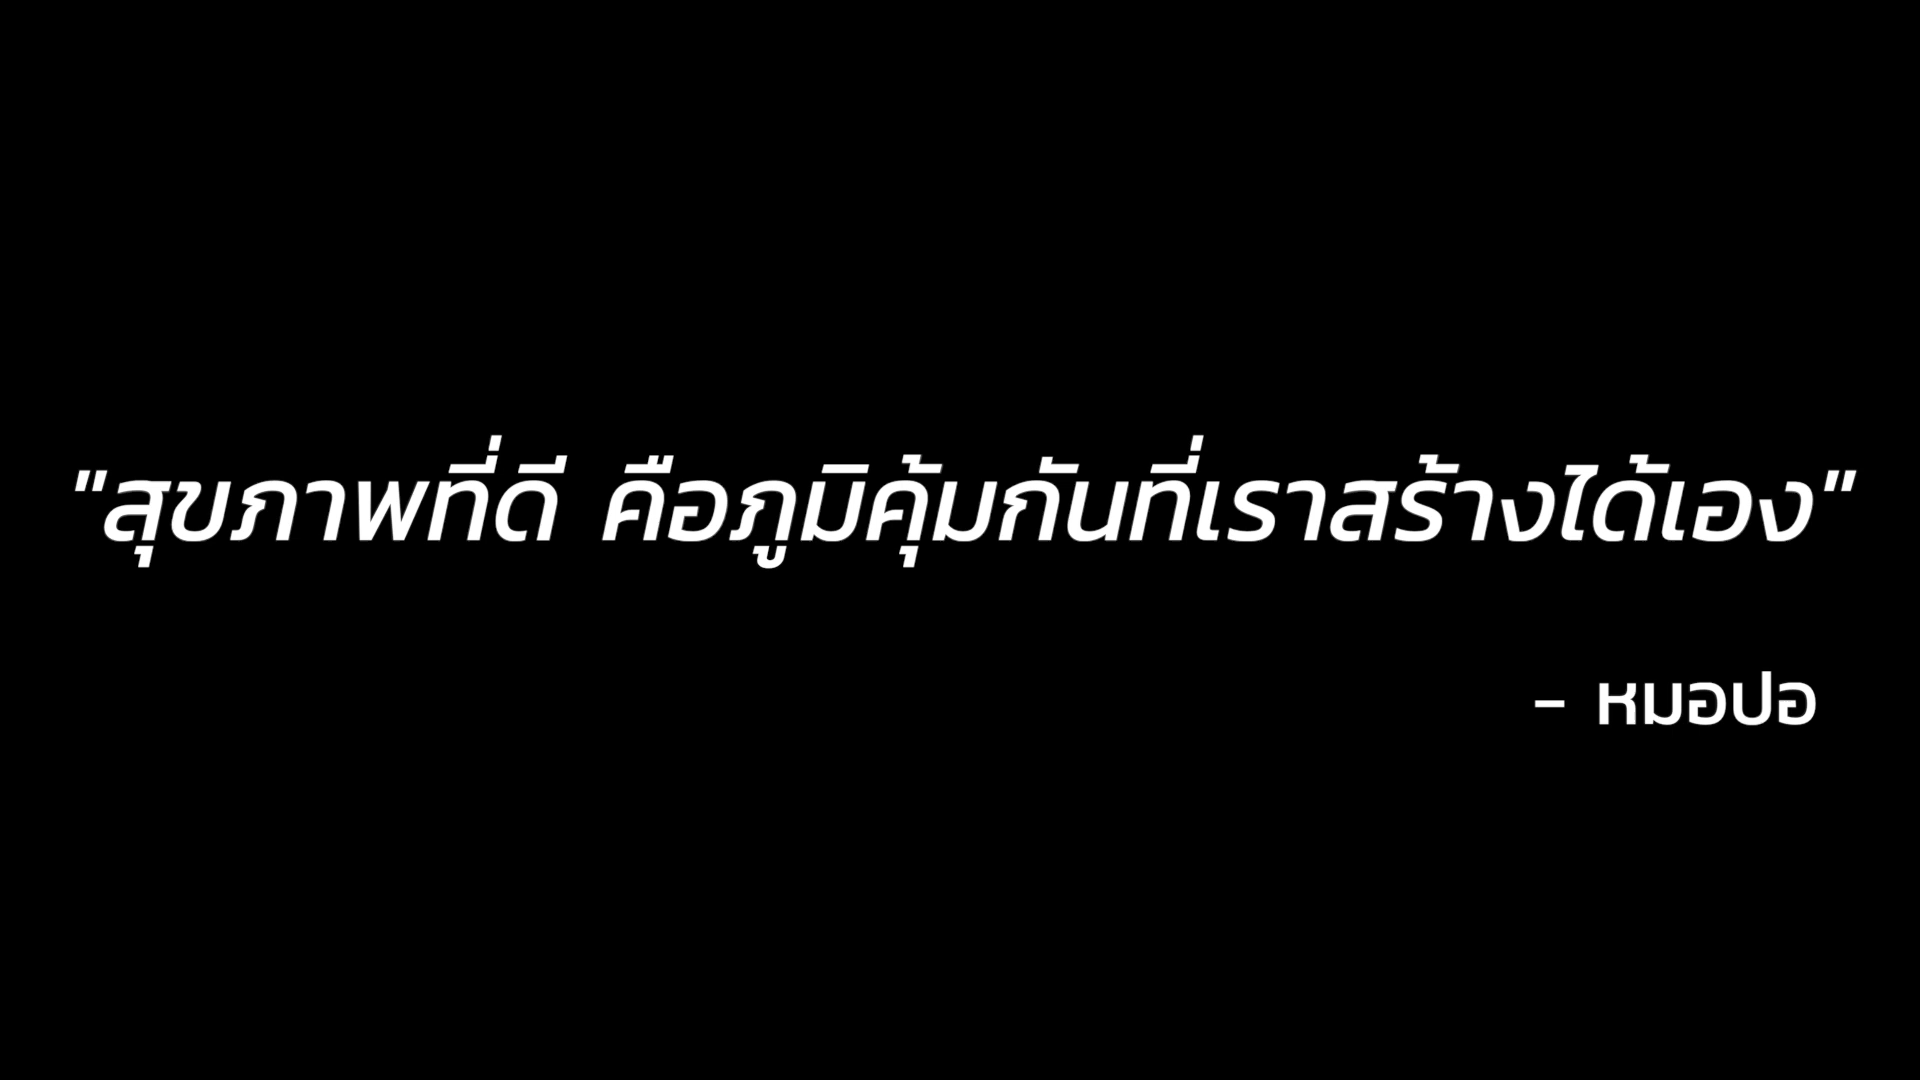 "สุขภาพที่ดี คือภูมิคุ้มกันที่เราสร้างได้เอง"
- หมอปอ